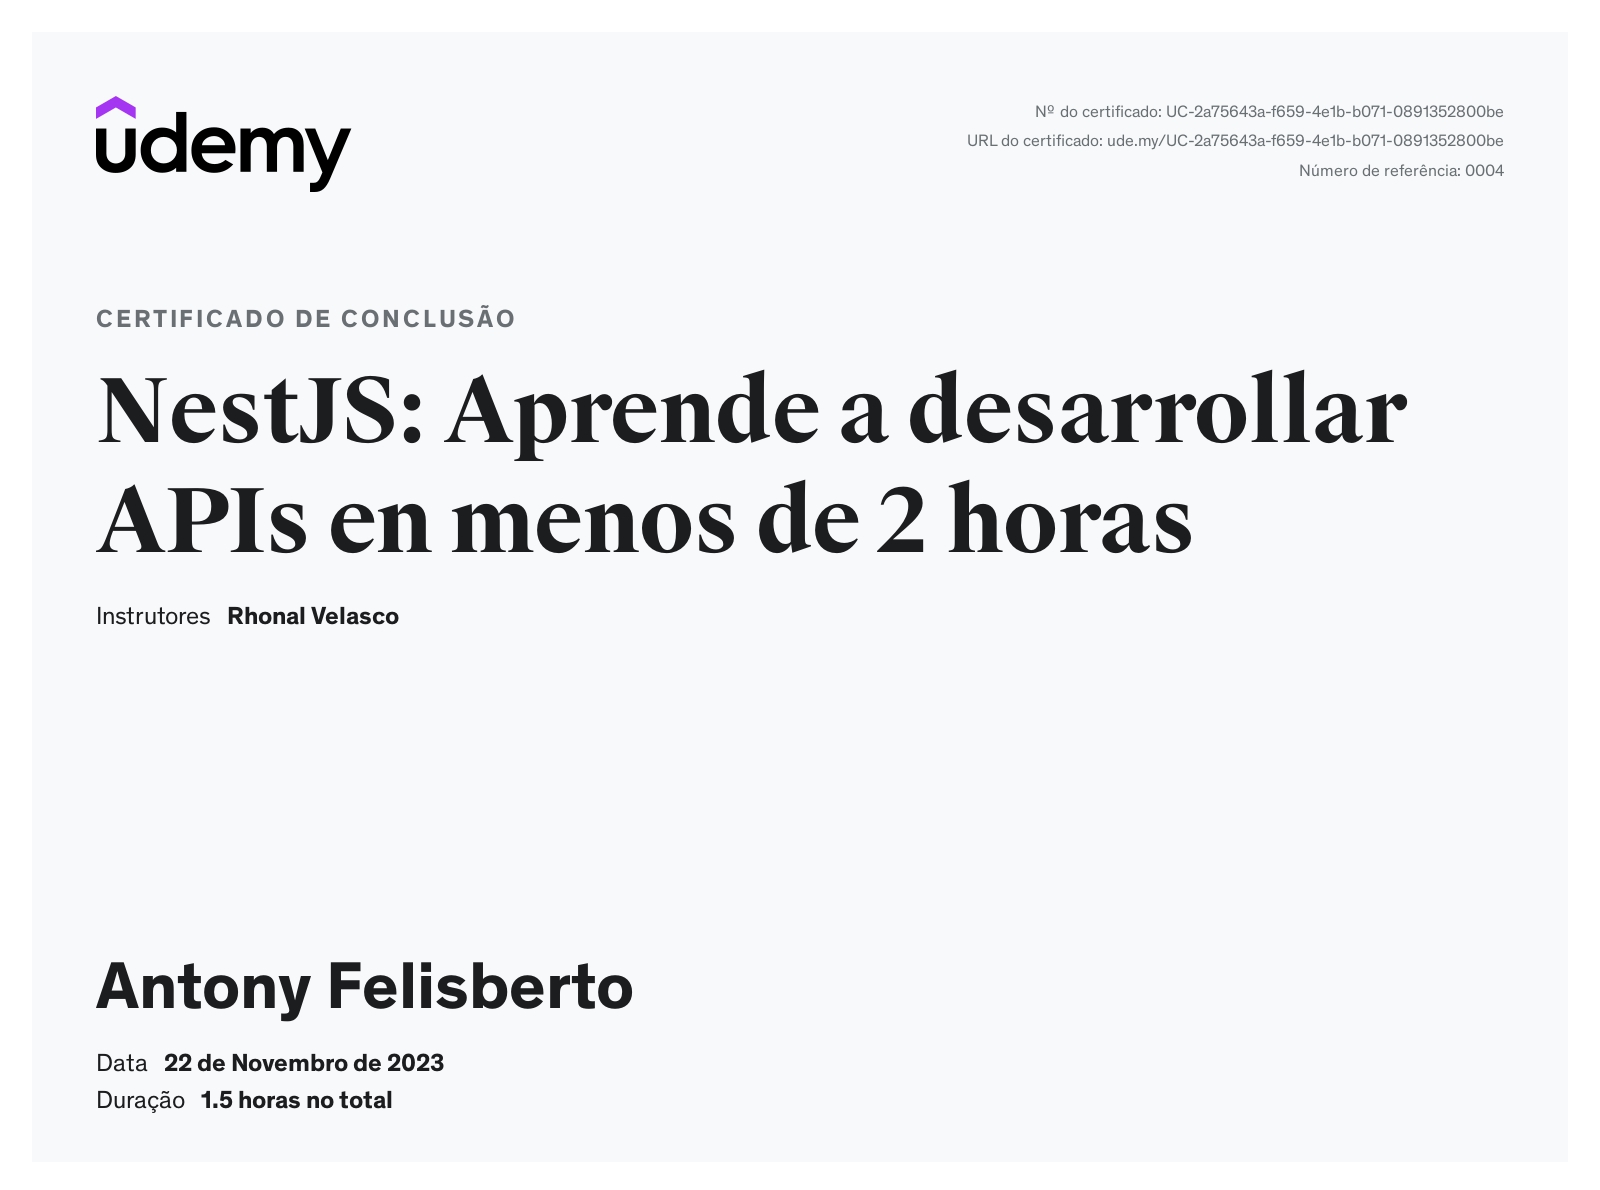 udemy
Nº do certificado: UC-2a75643a-f659-4e1b-b071-0891352800be
URL do certificado: ude.my/UC-2a75643a-f659-4e1b-b071-0891352800be
Número de referência: 0004
CERTIFICADO DE CONCLUSÃO
NestJS: Aprende a desarrollar
APIs en menos de 2 horas
Instrutores Rhonal Velasco
Antony Felisberto
Data 22 de Novembro de 2023
Duração 1.5 horas no total